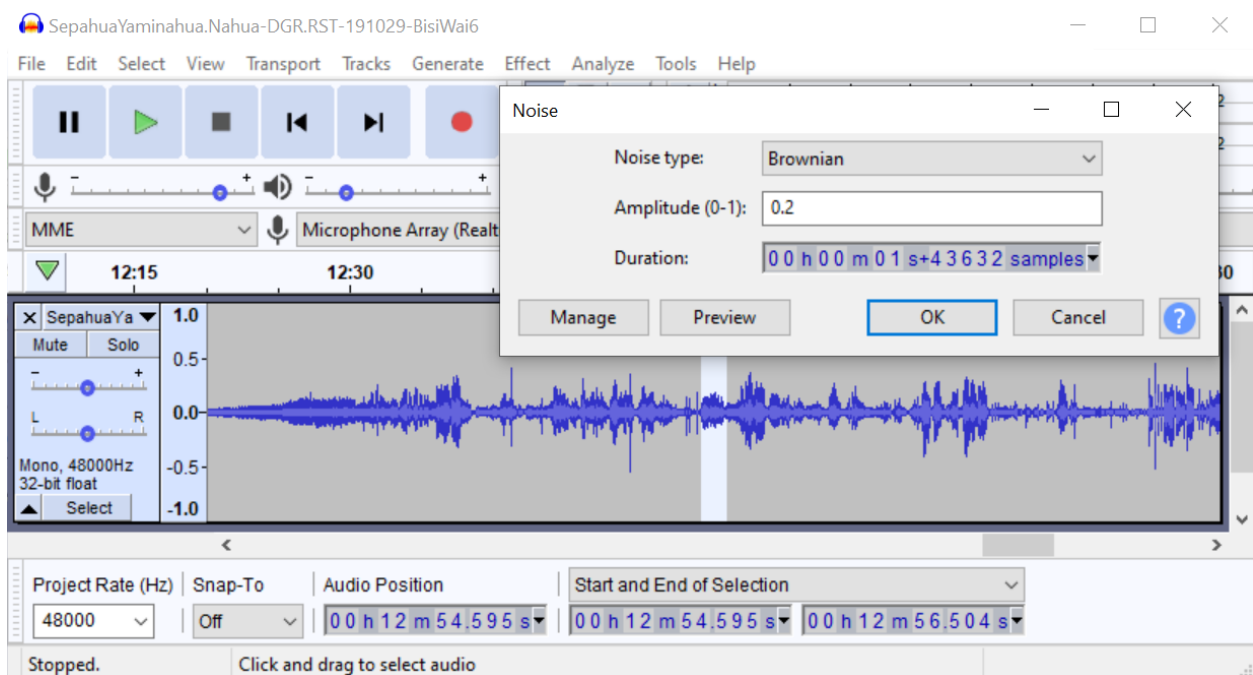 SepahuaYaminahua.Nahua-DGR.RST-191029-BisiWai6
File Edit Select View Transport Tracks Generate Effect Analyze Tools Help
Noise
Noise type: Brownian
Amplitude (0-1): 0.2
Duration: 00 h 00 m 01 s+43632 samples
Manage Preview OK Cancel ?
- + - +
MME Microphone Array (Realt
12:15 12:30
SepahuaYa
Mute Solo
- +
L R
Mono, 48000Hz
32-bit float
Select
1.0
0.5
0.0
-0.5
-1.0
Project Rate (Hz) Snap-To Audio Position Start and End of Selection
48000 Off 00 h 12 m 54.595 s 00 h 12 m 54.595 s 00 h 12 m 56.504 s
Stopped. Click and drag to select audio